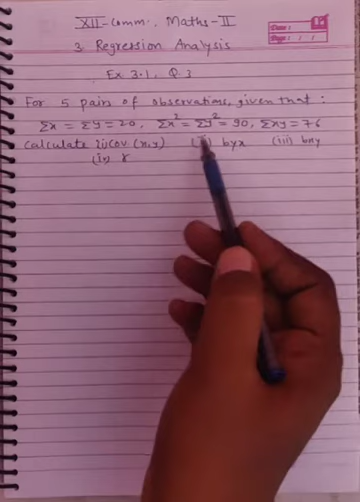 XII - Comm. Maths - II
3. Regression Analysis
Ex. 3.1, Q.3
For 5 pairs of observations, given that :
Σx = Σy = 20, Σx² = Σy² = 90, Σxy = 76
Calculate i) Cov (x,y) (ii) byx (iii) bxy
(iv) r